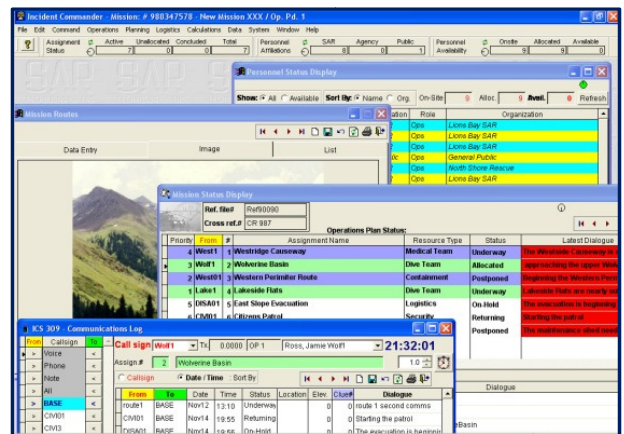 Incident Commander - Mission: # 988347578 - New Mission XXX / Op. Pd. 1
File Edit Command Operations Planning Logistics Calculations Data System Window Help
Assignment Status Active Unallocated Concluded Total Personnel Affiliations SAR Agency Public Personnel Availability Onsite Allocated Available
7 0 0 7 8 0 1 9 9 0
Personnel Status Display
Show: All Available Sort By: Name Org. On-Site 9 Alloc. 9 Avail. 0 Refresh
Role Organization
Ops Lions Bay SAR
Ops Lions Bay SAR
Ops General Public
Ops North Shore Rescue
Ops Lions Bay SAR
Mission Routes
Data Entry Image List
Mission Status Display
Ref. file# Ref90090
Cross ref.# CR 987
Operations Plan Status:
Priority From # Assignment Name Resource Type Status Latest Dialogue
4 West1 1 Westridge Causeway Medical Team Underway The Westside Causeway is
3 Wolf1 2 Wolverine Basin Dive Team Allocated approaching the upper
2 West01 3 Western Perimiter Route Containment Postponed Beginning the Western
1 Lake1 4 Lakeside Flats Dive Team Underway Lakeside Flats are nearly
5 DISA01 5 East Slope Evacuation Logistics On-Hold The evacuation is beginning
6 CIVI01 6 Citizens Patrol Security Returning Starting the patrol
Postponed The maintenance shed need
Dialogue
ICS 309 - Communications Log
From Callsign To
> Voice <
> Phone <
> Note <
> All <
> BASE <
> CIVI01 <
> CIVI3 <
Call sign Wolf1 Tx 0.0000 OP 1 Ross, Jamie Wolf1 21:32:01
Assign.# 2 Wolverine Basin 1.0
Callsign Date / Time Sort By
From To Date Time Status Location Elev. Clue# Dialogue
route1 BASE Nov12 13:10 Underway 0 0 route 1 second comms
CIVI01 BASE Nov14 19:55 Returning 0 0 Starting the patrol
DISA01 BASE Nov14 19:56 On-Hold 0 0 The evacuation is beginning